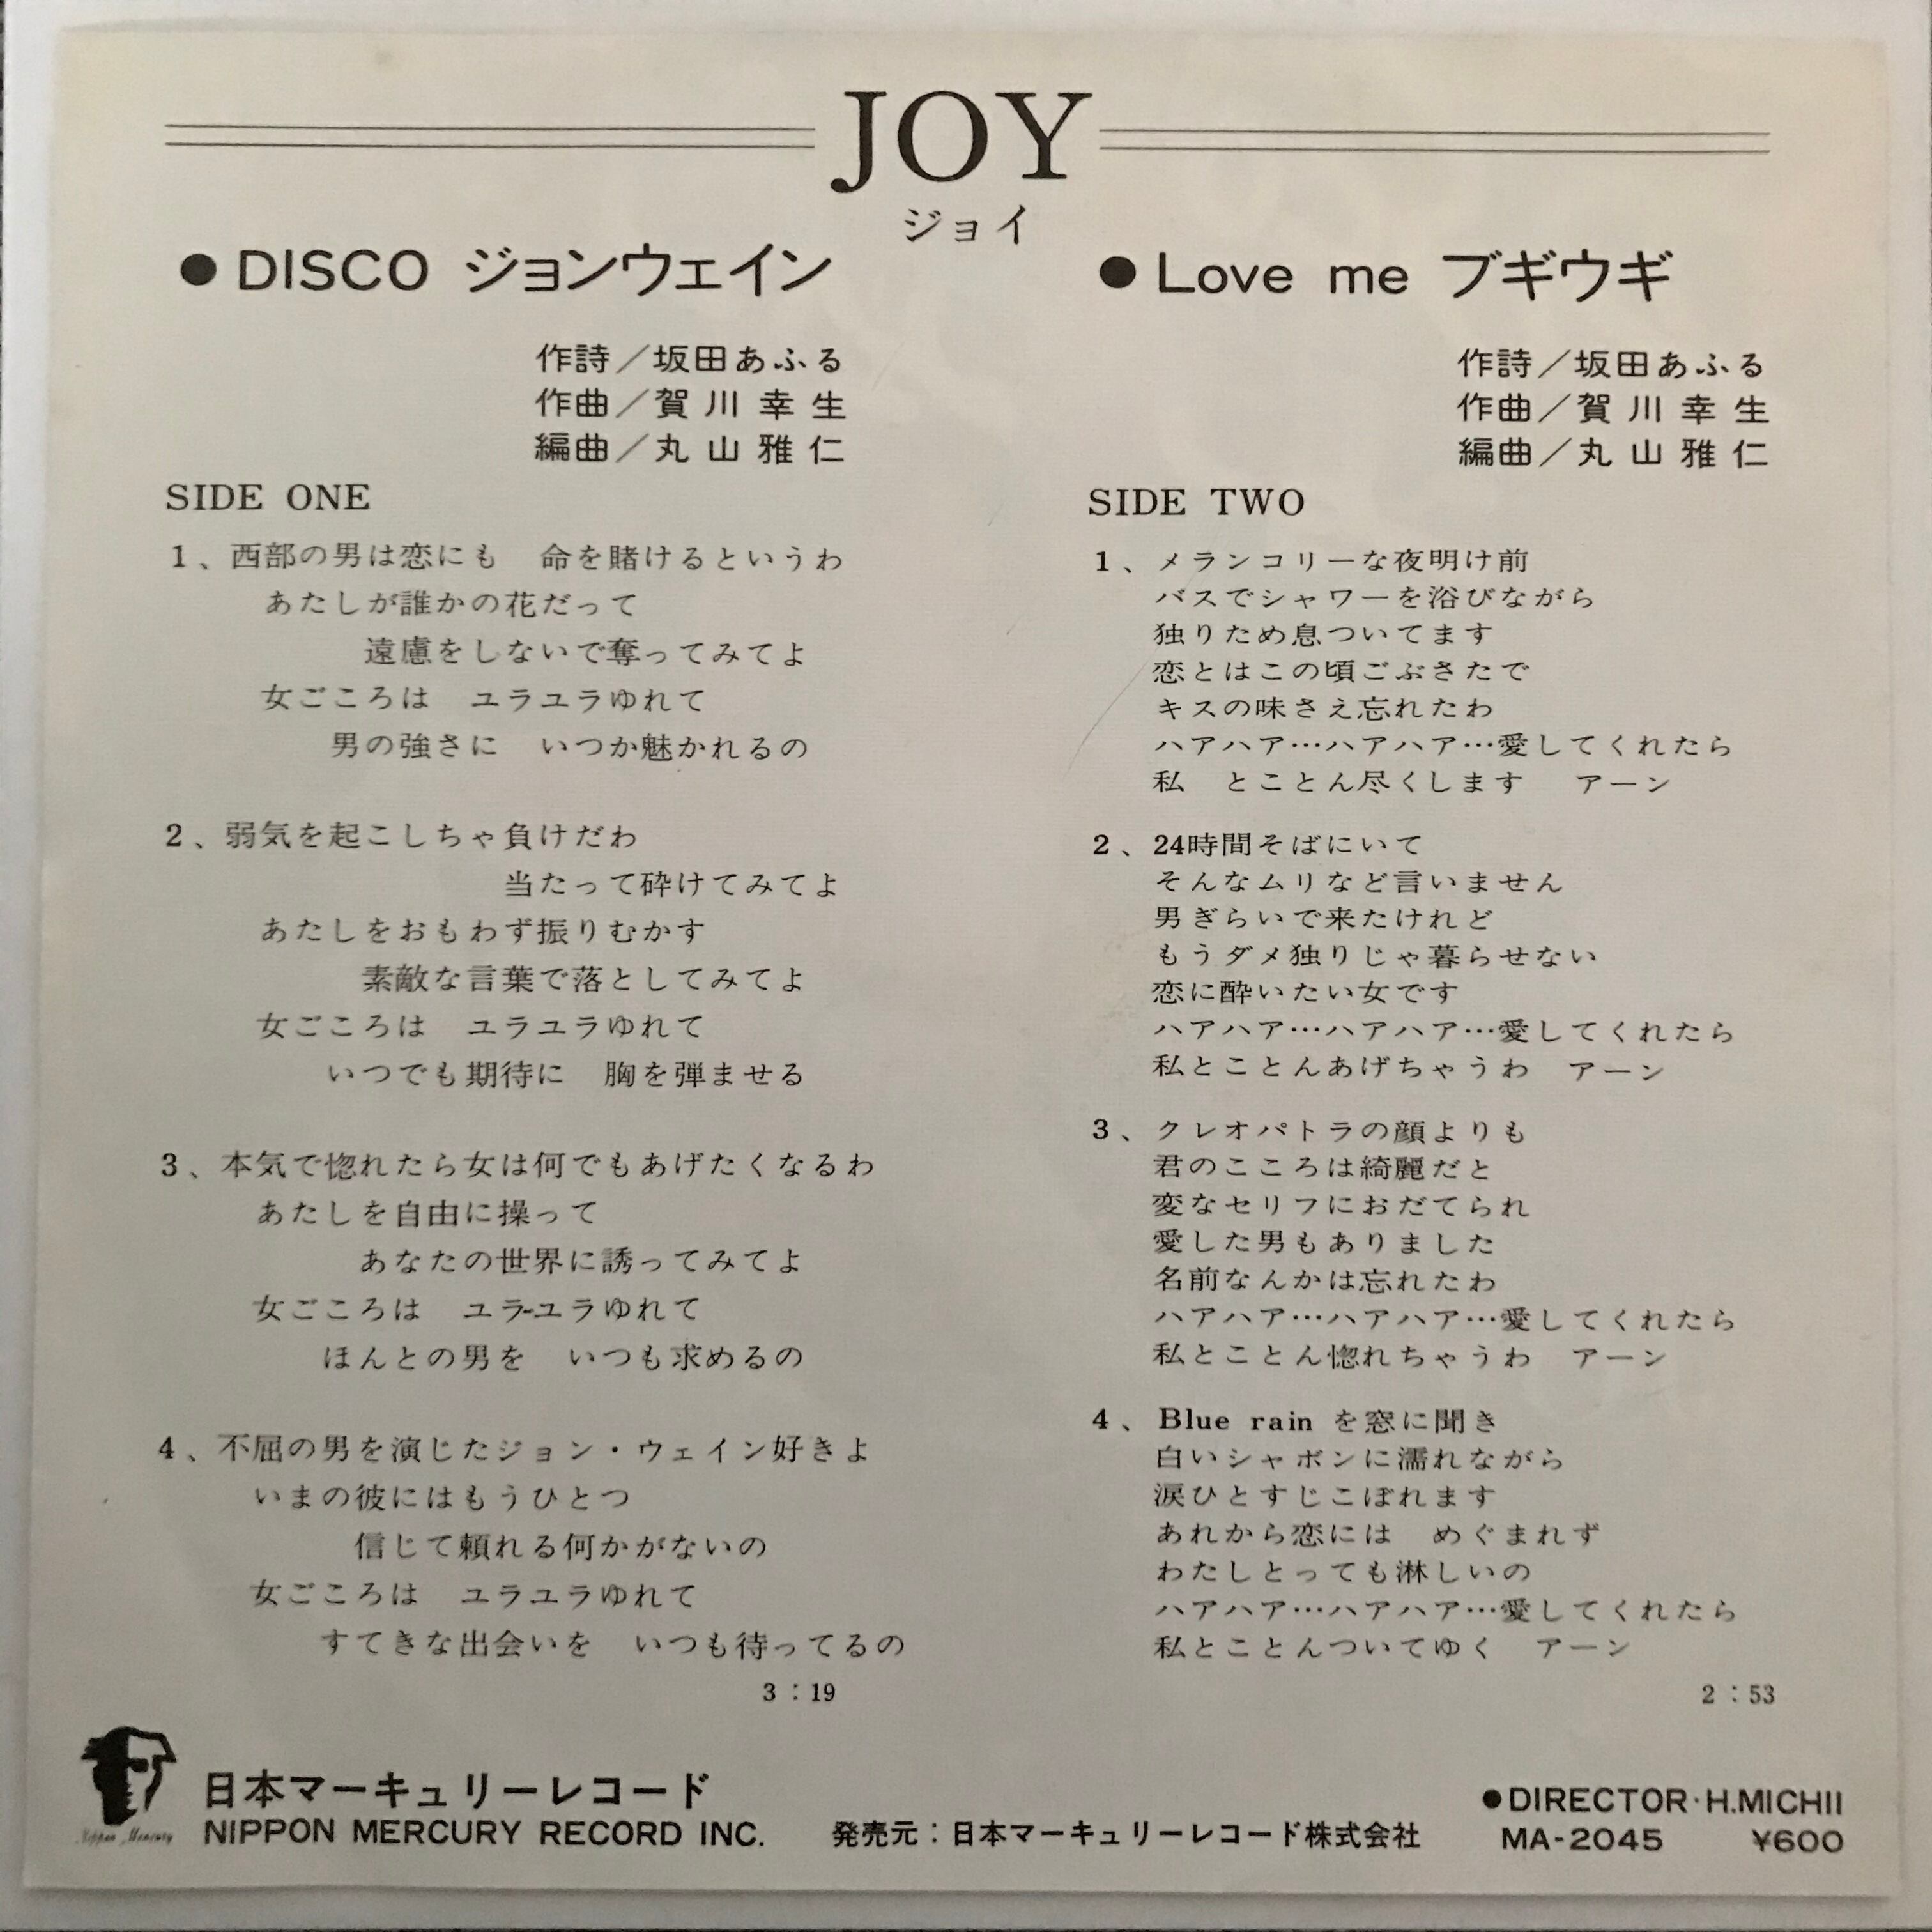 JOY
ジョイ
●DISCO ジョンウェイン
作詩／坂田あふる
作曲／賀川幸生
編曲／丸山雅仁
SIDE ONE
1、西部の男は恋にも　命を賭けるというわ
あたしが誰かの花だって
遠慮をしないで奪ってみてよ
女ごころは　ユラユラゆれて
男の強さに　いつか魅かれるの
2、弱気を起こしちゃ負けだわ
当たって砕けてみてよ
あたしをおもわず振りむかす
素敵な言葉で落としてみてよ
女ごころは　ユラユラゆれて
いつでも期待に　胸を弾ませる
3、本気で惚れたら女は何でもあげたくなるわ
あたしを自由に操って
あなたの世界に誘ってみてよ
女ごころは　ユラユラゆれて
ほんとの男を　いつも求めるの
4、不屈の男を演じたジョン・ウェイン好きよ
いまの彼にはもうひとつ
信じて頼れる何かがないの
女ごころは　ユラユラゆれて
すてきな出会いを　いつも待ってるの
3：19
●Love me ブギウギ
作詩／坂田あふる
作曲／賀川幸生
編曲／丸山雅仁
SIDE TWO
1、メランコリーな夜明け前
バスでシャワーを浴びながら
独りため息ついてます
恋とはこの頃ごぶさたで
キスの味さえ忘れたわ
ハアハア…ハアハア…愛してくれたら
私　とことん尽くします　アーン
2、24時間そばにいて
そんなムリなど言いません
男ぎらいで来たけれど
もうダメ独りじゃ暮らせない
恋に酔いたい女です
ハアハア…ハアハア…愛してくれたら
私とことんあげちゃうわ　アーン
3、クレオパトラの顔よりも
君のこころは綺麗だと
変なセリフにおだてられ
愛した男もありました
名前なんかは忘れたわ
ハアハア…ハアハア…愛してくれたら
私とことん惚れちゃうわ　アーン
4、Blue rain を窓に聞き
白いシャボンに濡れながら
涙ひとすじこぼれます
あれから恋には　めぐまれず
わたしとっても淋しいの
ハアハア…ハアハア…愛してくれたら
私とことんついてゆく　アーン
2：53
Nippon Mercury
日本マーキュリーレコード
NIPPON MERCURY RECORD INC.
発売元：日本マーキュリーレコード株式会社
●DIRECTOR・H.MICHII
MA-2045 ¥600